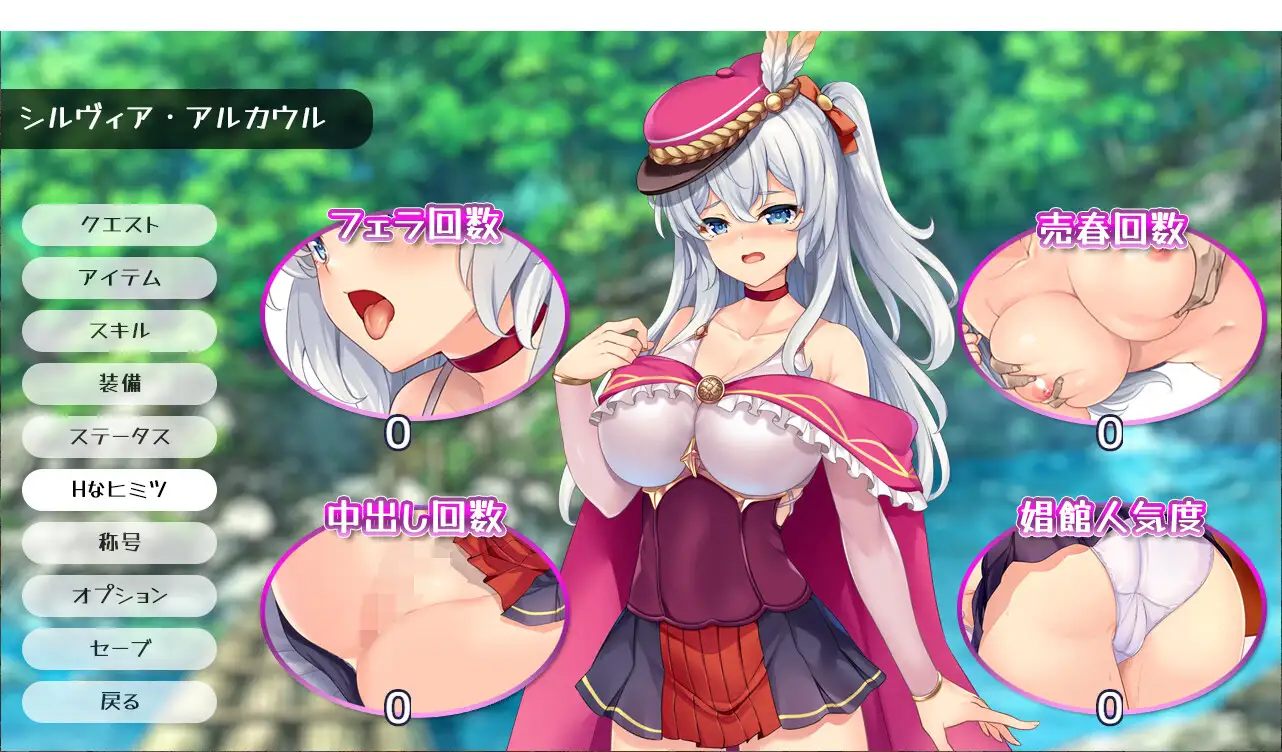 シルヴィア・アルカウル
クエスト
アイテム
スキル
装備
ステータス
Hなヒミツ
称号
オプション
セーブ
戻る
フェラ回数
0
売春回数
0
中出し回数
0
娼館人気度
0